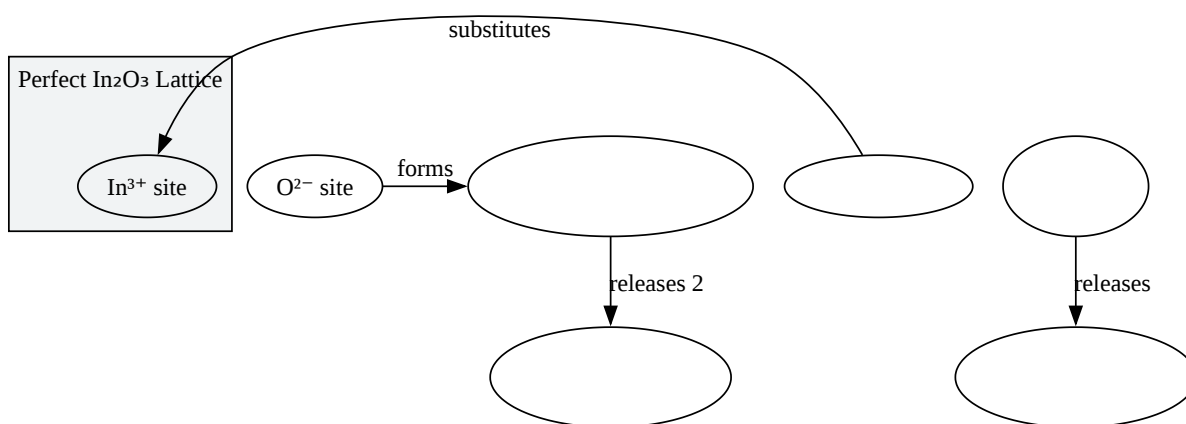 substitutes
Perfect In₂O₃ Lattice
In³⁺ site
O²⁻ site
forms
releases 2
releases